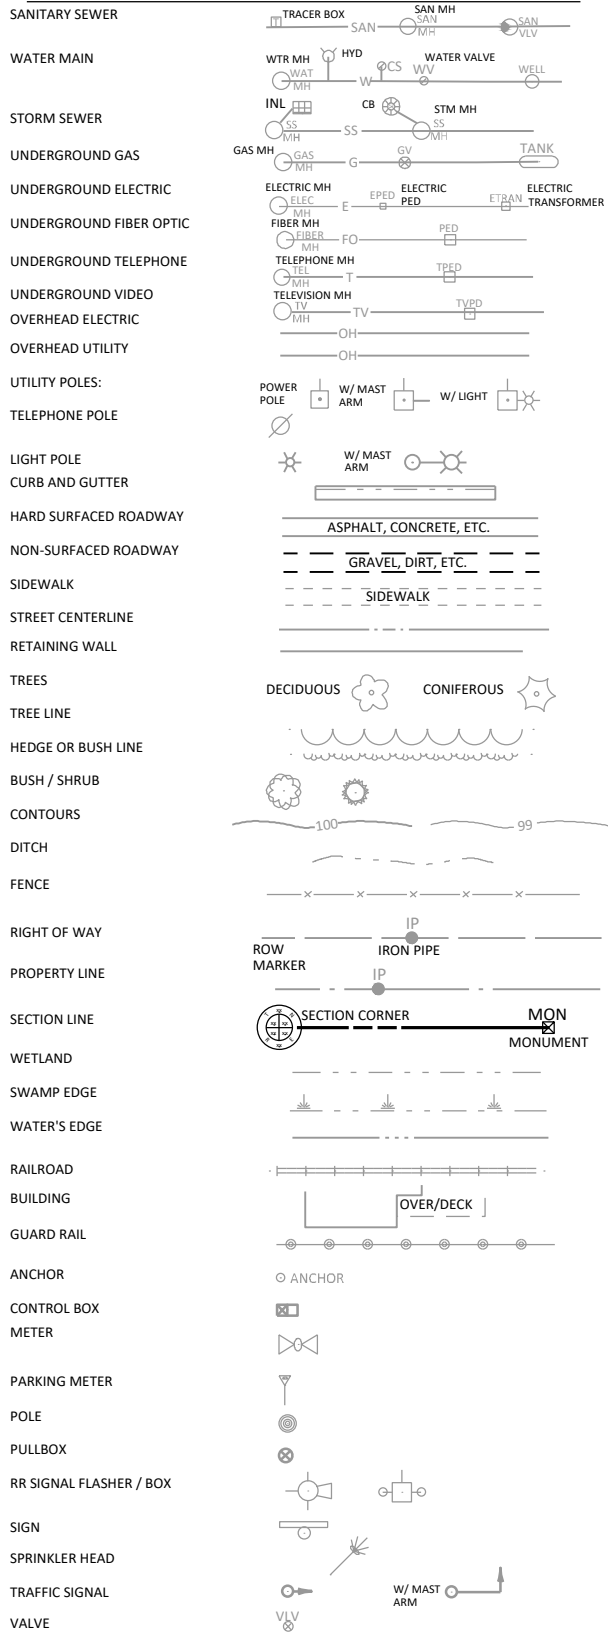 SANITARY SEWER
T TRACER BOX SAN SAN MH SAN MH SAN VLV
WATER MAIN
WTR MH WAT MH HYD W CS WV WATER VALVE WELL
STORM SEWER
INL SS MH SS CB STM MH SS MH
UNDERGROUND GAS
GAS MH GAS MH G GV TANK
UNDERGROUND ELECTRIC
ELECTRIC MH ELEC MH E EPED ELECTRIC PED ETRAN ELECTRIC TRANSFORMER
UNDERGROUND FIBER OPTIC
FIBER MH FIBER MH FO PED
UNDERGROUND TELEPHONE
TELEPHONE MH TEL MH T TPED
UNDERGROUND VIDEO
TELEVISION MH TV MH TV TVPD
OVERHEAD ELECTRIC
OH
OVERHEAD UTILITY
OH
UTILITY POLES:
POWER POLE W/ MAST ARM W/ LIGHT
TELEPHONE POLE
LIGHT POLE
W/ MAST ARM
CURB AND GUTTER
HARD SURFACED ROADWAY
ASPHALT, CONCRETE, ETC.
NON-SURFACED ROADWAY
GRAVEL, DIRT, ETC.
SIDEWALK
SIDEWALK
STREET CENTERLINE
RETAINING WALL
TREES
DECIDUOUS CONIFEROUS
TREE LINE
HEDGE OR BUSH LINE
BUSH / SHRUB
CONTOURS
100 99
DITCH
FENCE
RIGHT OF WAY
IP
ROW MARKER IRON PIPE
PROPERTY LINE
IP
SECTION LINE
SECTION CORNER MON
MONUMENT
WETLAND
SWAMP EDGE
WATER'S EDGE
RAILROAD
BUILDING
OVER/DECK
GUARD RAIL
ANCHOR
ANCHOR
CONTROL BOX
METER
PARKING METER
POLE
PULLBOX
RR SIGNAL FLASHER / BOX
SIGN
SPRINKLER HEAD
TRAFFIC SIGNAL
W/ MAST ARM
VALVE
VLV